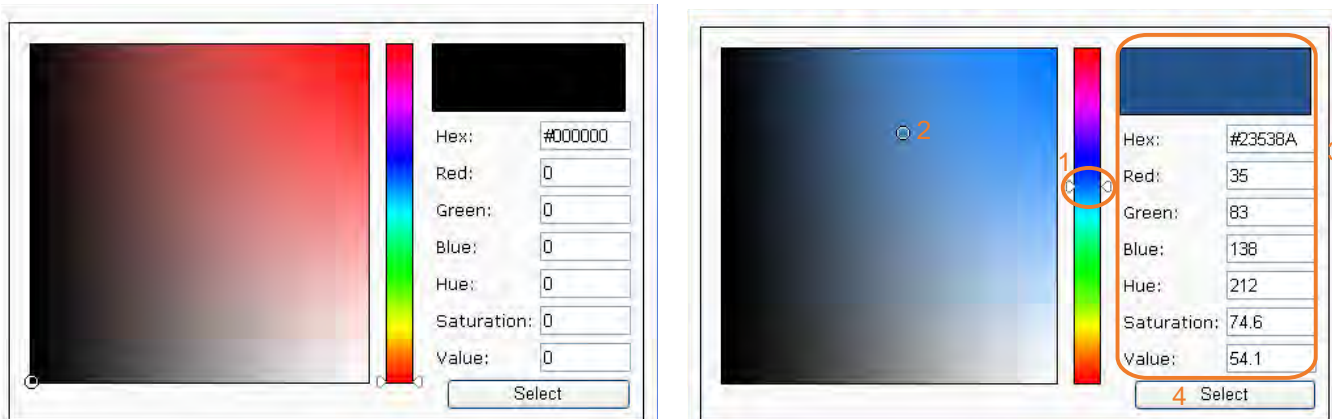 Hex: #000000
Red: 0
Green: 0
Blue: 0
Hue: 0
Saturation: 0
Value: 0
Select
1
2
Hex: #23538A
Red: 35
Green: 83
Blue: 138
Hue: 212
Saturation: 74.6
Value: 54.1
4 Select